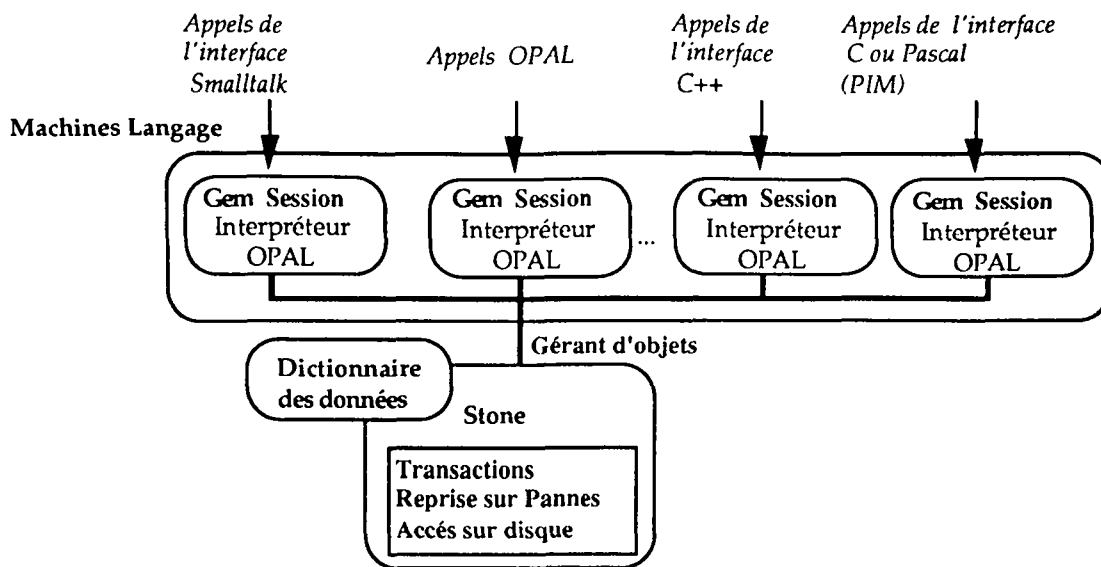 Appels de
l'interface
Smalltalk
Appels OPAL
Appels de
l'interface
C++
Appels de l'interface
C ou Pascal
(PIM)
Machines Langage
Gem Session
Interpréteur
OPAL
Gem Session
Interpréteur
OPAL
...
Gem Session
Interpréteur
OPAL
Gem Session
Interpréteur
OPAL
Gérant d'objets
Dictionnaire
des données
Stone
Transactions
Reprise sur Pannes
Accés sur disque